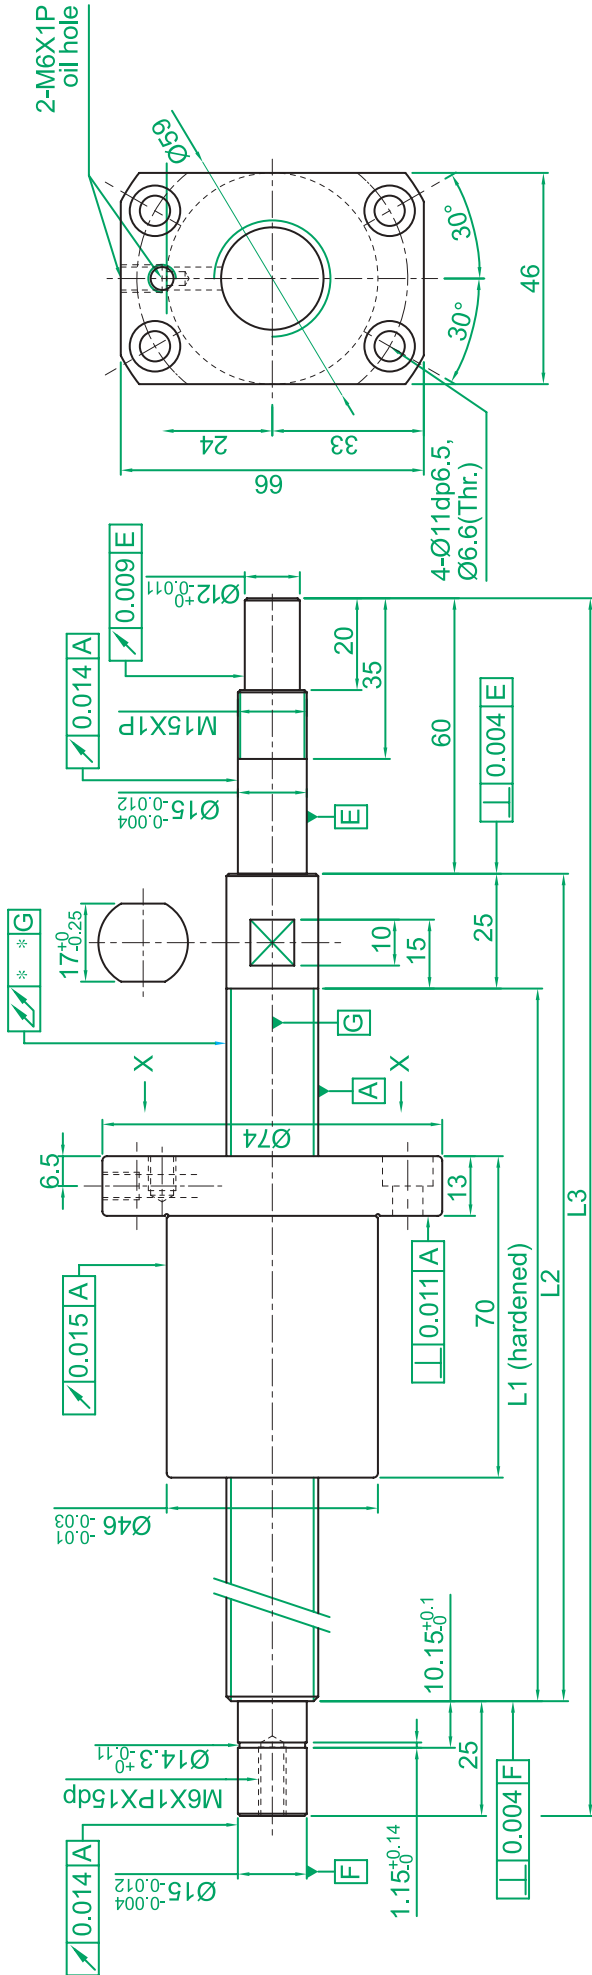 2-M6X1P
oil hole
Ø59
30°
30°
46
24
33
66
4-Ø11dp6.5,
Ø6.6(Thr.)
0.009 E
Ø12 +0 -0.011
0.014 A
M15X1P
Ø15 -0.004 -0.012
20
35
60
0.004 E
E
17 +0 -0.25
* * G
10
15
25
G
A
X
X
Ø74
6.5
13
0.015 A
0.011 A
70
L1 (hardened)
L2
L3
Ø46 -0.01 -0.03
10.15 +0.1 -0
Ø14.3 +0 -0.11
M6X1PX15dp
25
0.004 F
0.014 A
Ø15 -0.004 -0.012
F
1.15 +0.14 -0